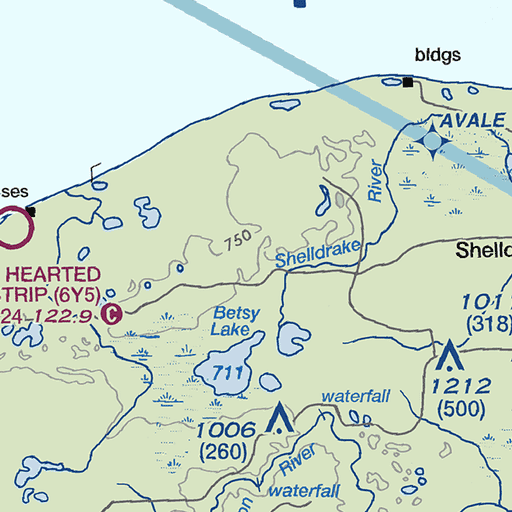 bldgs
AVALE
ses
River
750
Shelldrake
Shelld
HEARTED
TRIP (6Y5)
24 122.9
C
101
(318)
Betsy
Lake
711
1212
(500)
waterfall
1006
(260)
River
on
waterfall